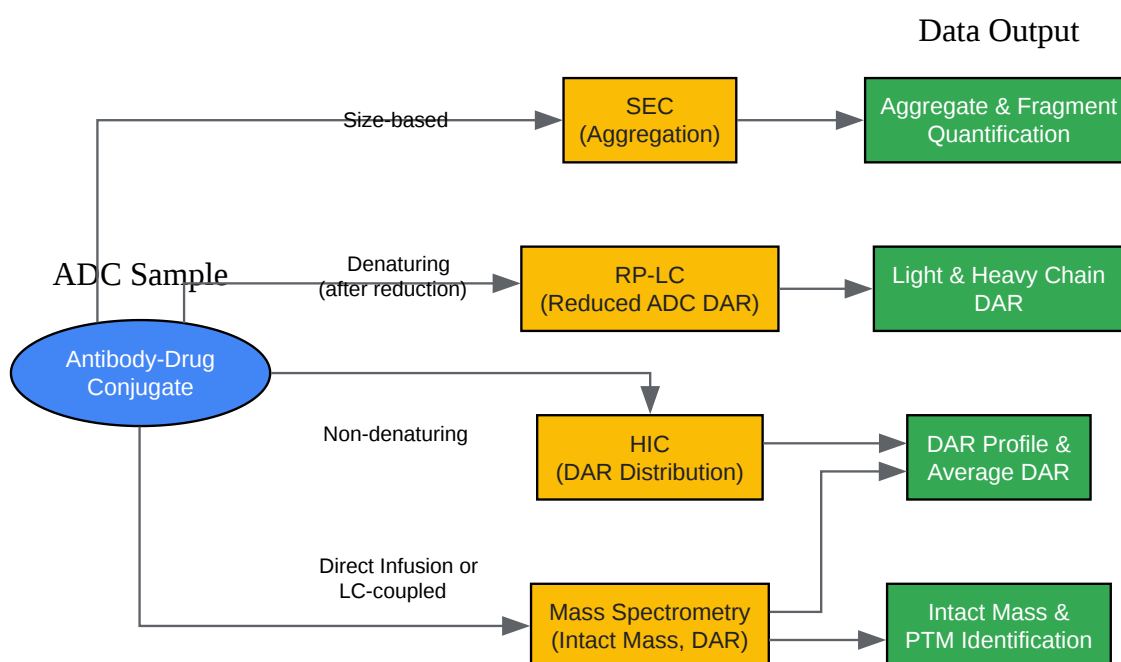 Data Output
Size-based
SEC
(Aggregation)
Aggregate & Fragment
Quantification
ADC Sample
Denaturing
(after reduction)
RP-LC
(Reduced ADC DAR)
Light & Heavy Chain
DAR
Antibody-Drug
Conjugate
Non-denaturing
HIC
(DAR Distribution)
DAR Profile &
Average DAR
Direct Infusion or
LC-coupled
Mass Spectrometry
(Intact Mass, DAR)
Intact Mass &
PTM Identification